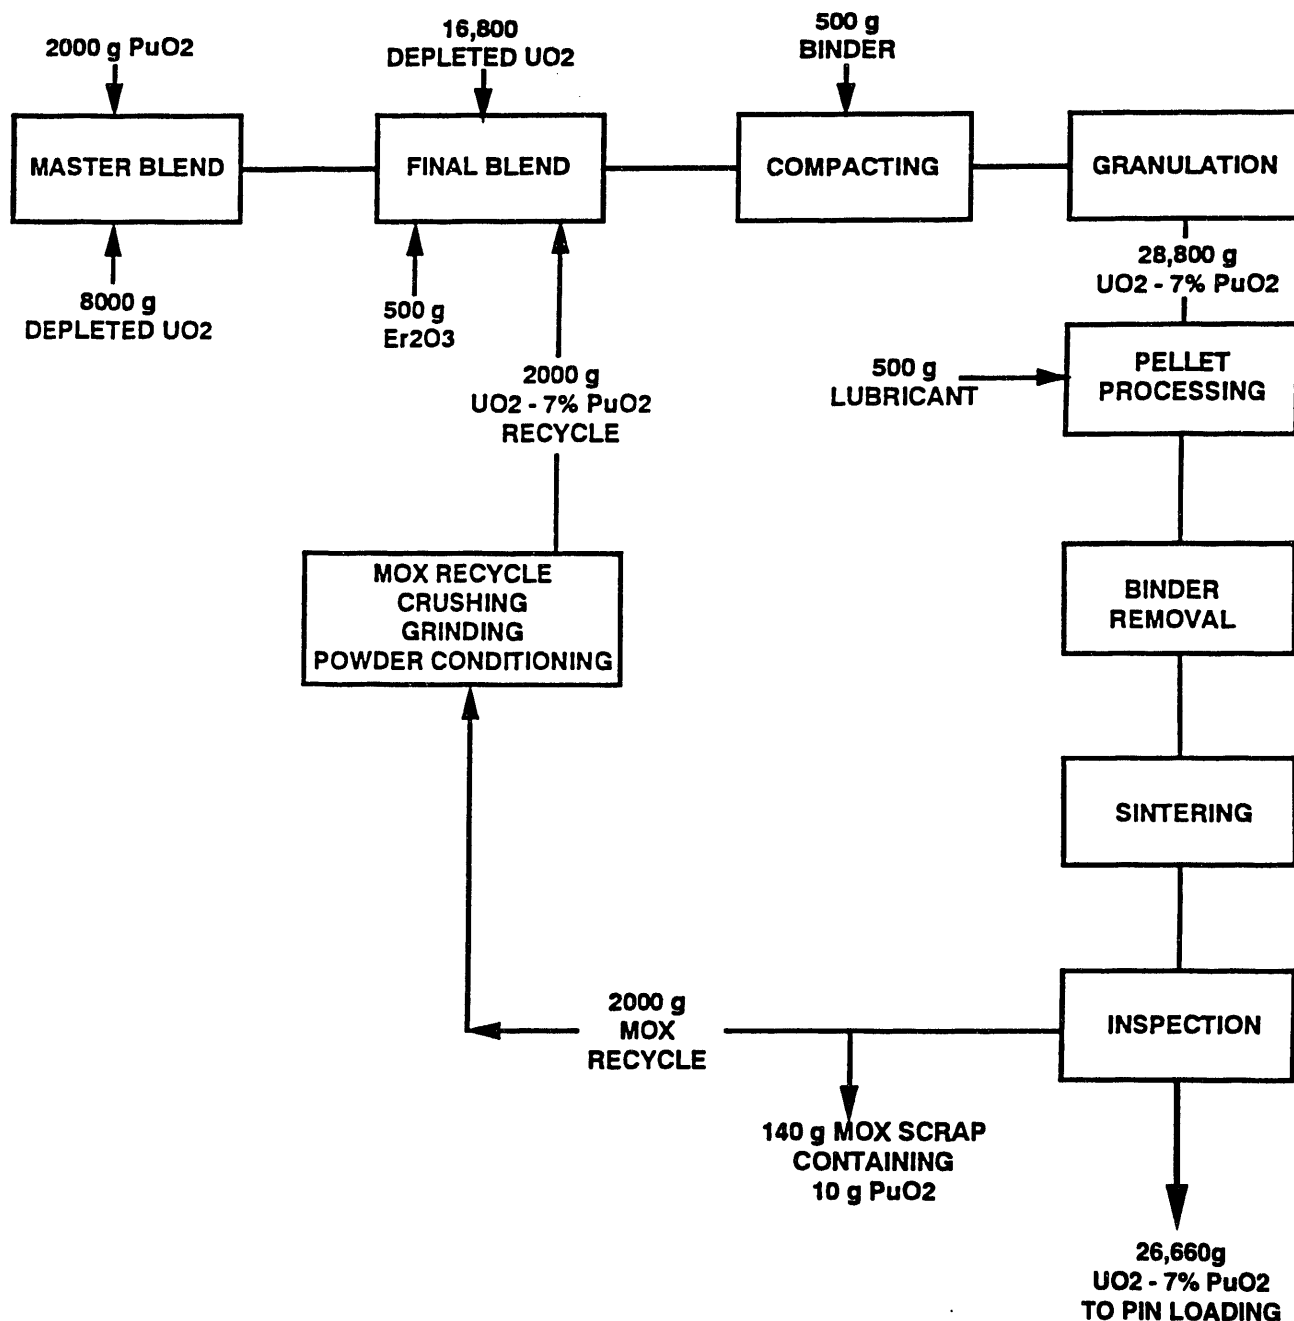 2000 g PuO2
16,800
DEPLETED UO2
500 g
BINDER
MASTER BLEND
FINAL BLEND
COMPACTING
GRANULATION
8000 g
DEPLETED UO2
500 g
Er2O3
2000 g
UO2 - 7% PuO2
RECYCLE
28,800 g
UO2 - 7% PuO2
500 g
LUBRICANT
PELLET
PROCESSING
MOX RECYCLE
CRUSHING
GRINDING
POWDER CONDITIONING
BINDER
REMOVAL
SINTERING
INSPECTION
2000 g
MOX
RECYCLE
140 g MOX SCRAP
CONTAINING
10 g PuO2
26,660g
UO2 - 7% PuO2
TO PIN LOADING